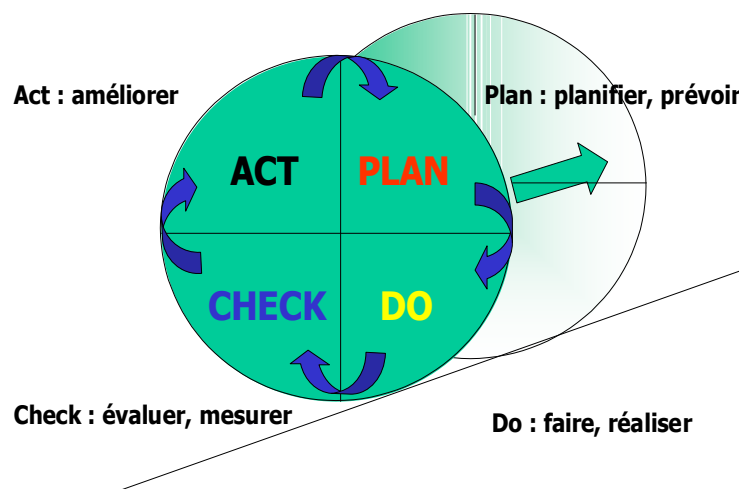 Act : améliorer
Plan : planifier, prévoir
ACT
PLAN
CHECK
DO
Check : évaluer, mesurer
Do : faire, réaliser